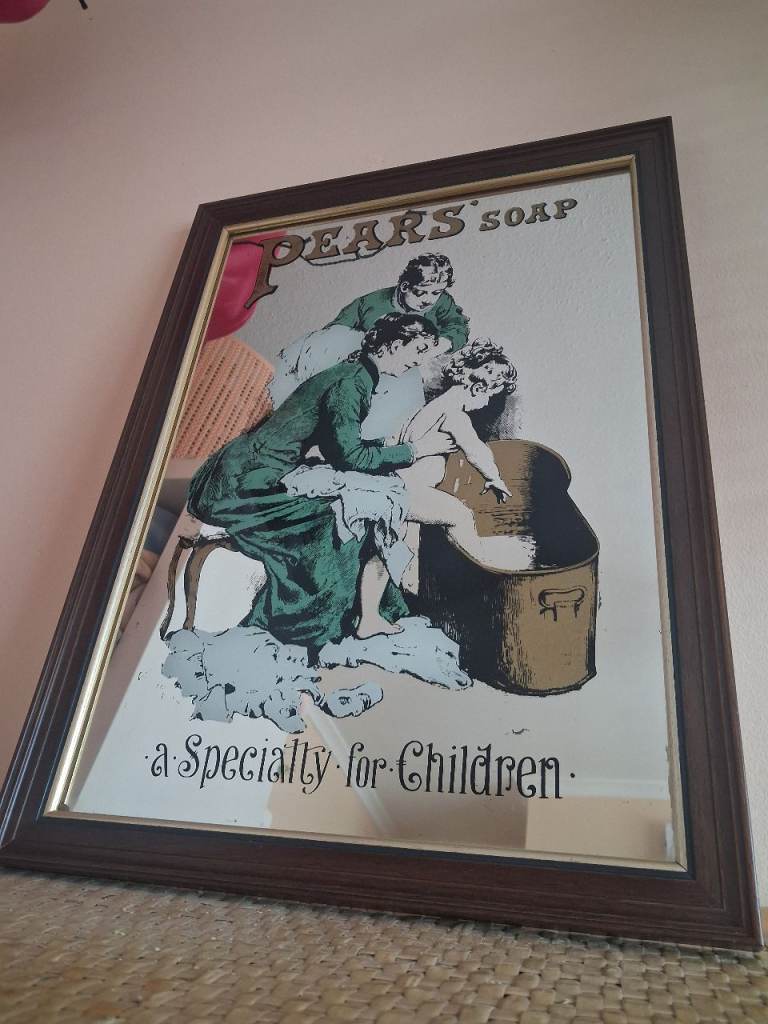 PEARS' SOAP
·a·Specialty·for·Children·